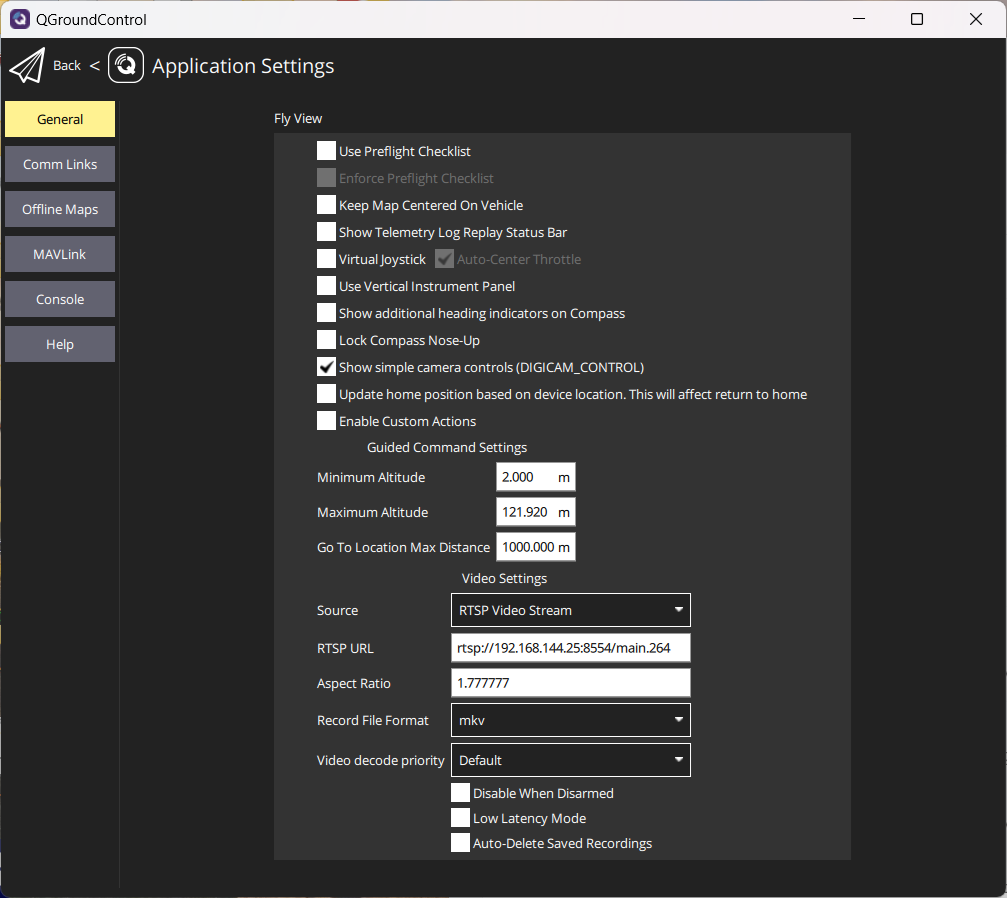 QGroundControl
Back < Application Settings
General
Comm Links
Offline Maps
MAVLink
Console
Help
Fly View
Use Preflight Checklist
Enforce Preflight Checklist
Keep Map Centered On Vehicle
Show Telemetry Log Replay Status Bar
Virtual Joystick Auto-Center Throttle
Use Vertical Instrument Panel
Show additional heading indicators on Compass
Lock Compass Nose-Up
Show simple camera controls (DIGICAM_CONTROL)
Update home position based on device location. This will affect return to home
Enable Custom Actions
Guided Command Settings
Minimum Altitude 2.000 m
Maximum Altitude 121.920 m
Go To Location Max Distance 1000.000 m
Video Settings
Source RTSP Video Stream
RTSP URL rtsp://192.168.144.25:8554/main.264
Aspect Ratio 1.777777
Record File Format mkv
Video decode priority Default
Disable When Disarmed
Low Latency Mode
Auto-Delete Saved Recordings